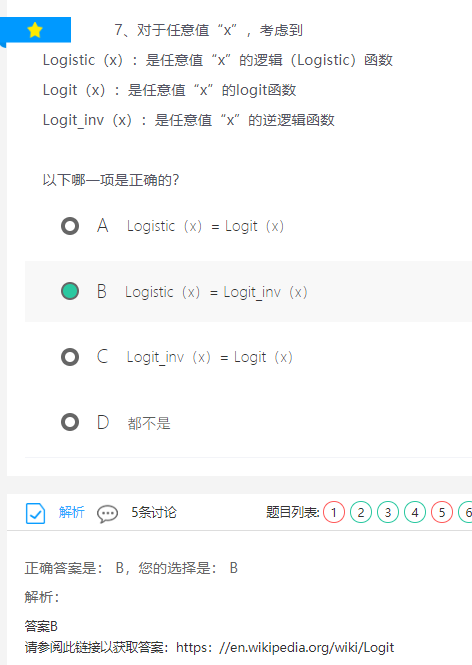 7、对于任意值“x”，考虑到
Logistic（x）：是任意值“x”的逻辑（Logistic）函数
Logit（x）：是任意值“x”的logit函数
Logit_inv（x）：是任意值“x”的逆逻辑函数
以下哪一项是正确的？
A Logistic（x）= Logit（x）
B Logistic（x）= Logit_inv（x）
C Logit_inv（x）= Logit（x）
D 都不是
解析 5条讨论 题目列表: 1 2 3 4 5 6
正确答案是： B，您的选择是： B
解析：
答案B
请参阅此链接以获取答案：https：//en.wikipedia.org/wiki/Logit